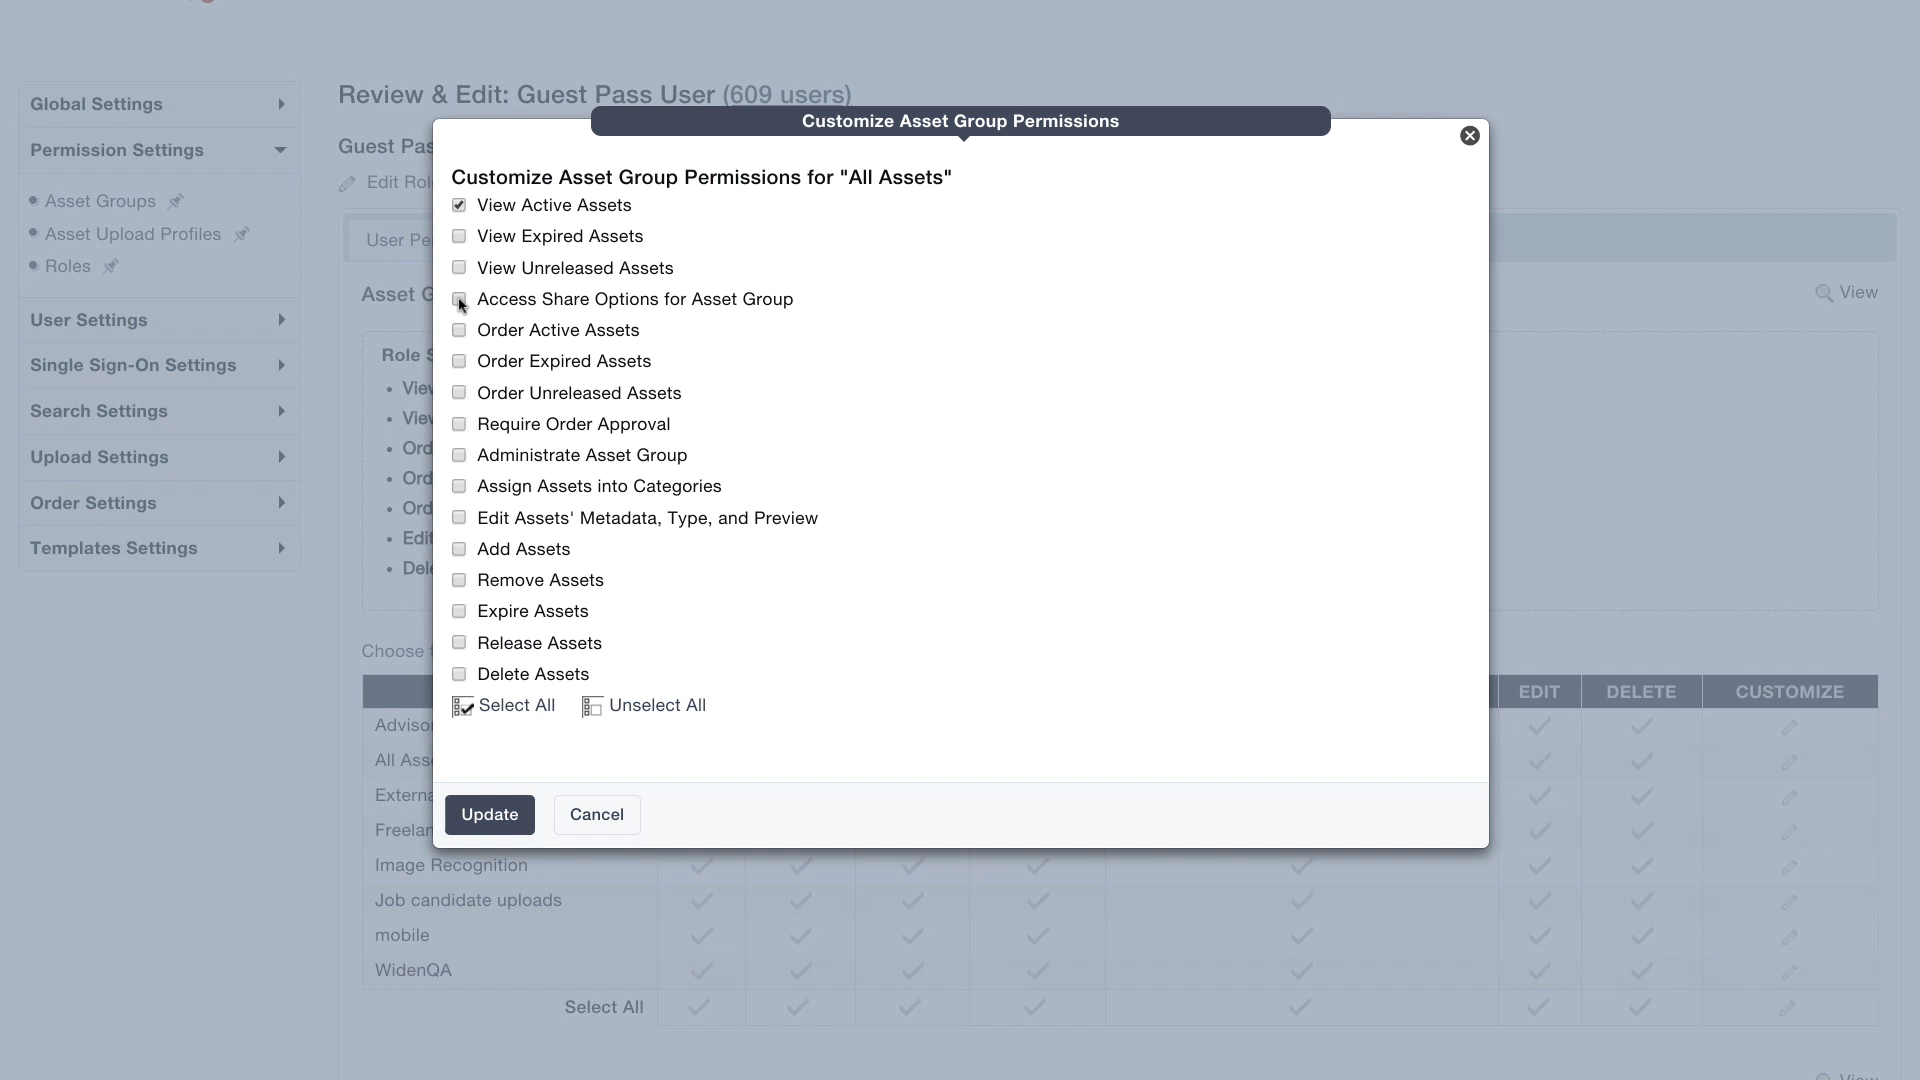 Review & Edit: Guest Pass User (609 users)
Global Settings
Permission Settings
Asset Groups
Asset Upload Profiles
Roles
User Settings
Single Sign-On Settings
Search Settings
Upload Settings
Order Settings
Templates Settings
Guest
Edit
User
Asset
View
Role
Choose
Customize Asset Group Permissions
Customize Asset Group Permissions for "All Assets"
View Active Assets
View Expired Assets
View Unreleased Assets
Access Share Options for Asset Group
Order Active Assets
Order Expired Assets
Order Unreleased Assets
Require Order Approval
Administrate Asset Group
Assign Assets into Categories
Edit Assets' Metadata, Type, and Preview
Add Assets
Remove Assets
Expire Assets
Release Assets
Delete Assets
Select All Unselect All
Update Cancel
EDIT DELETE CUSTOMIZE
All
Image Recognition
Job candidate uploads
mobile
WidenQA
Select All